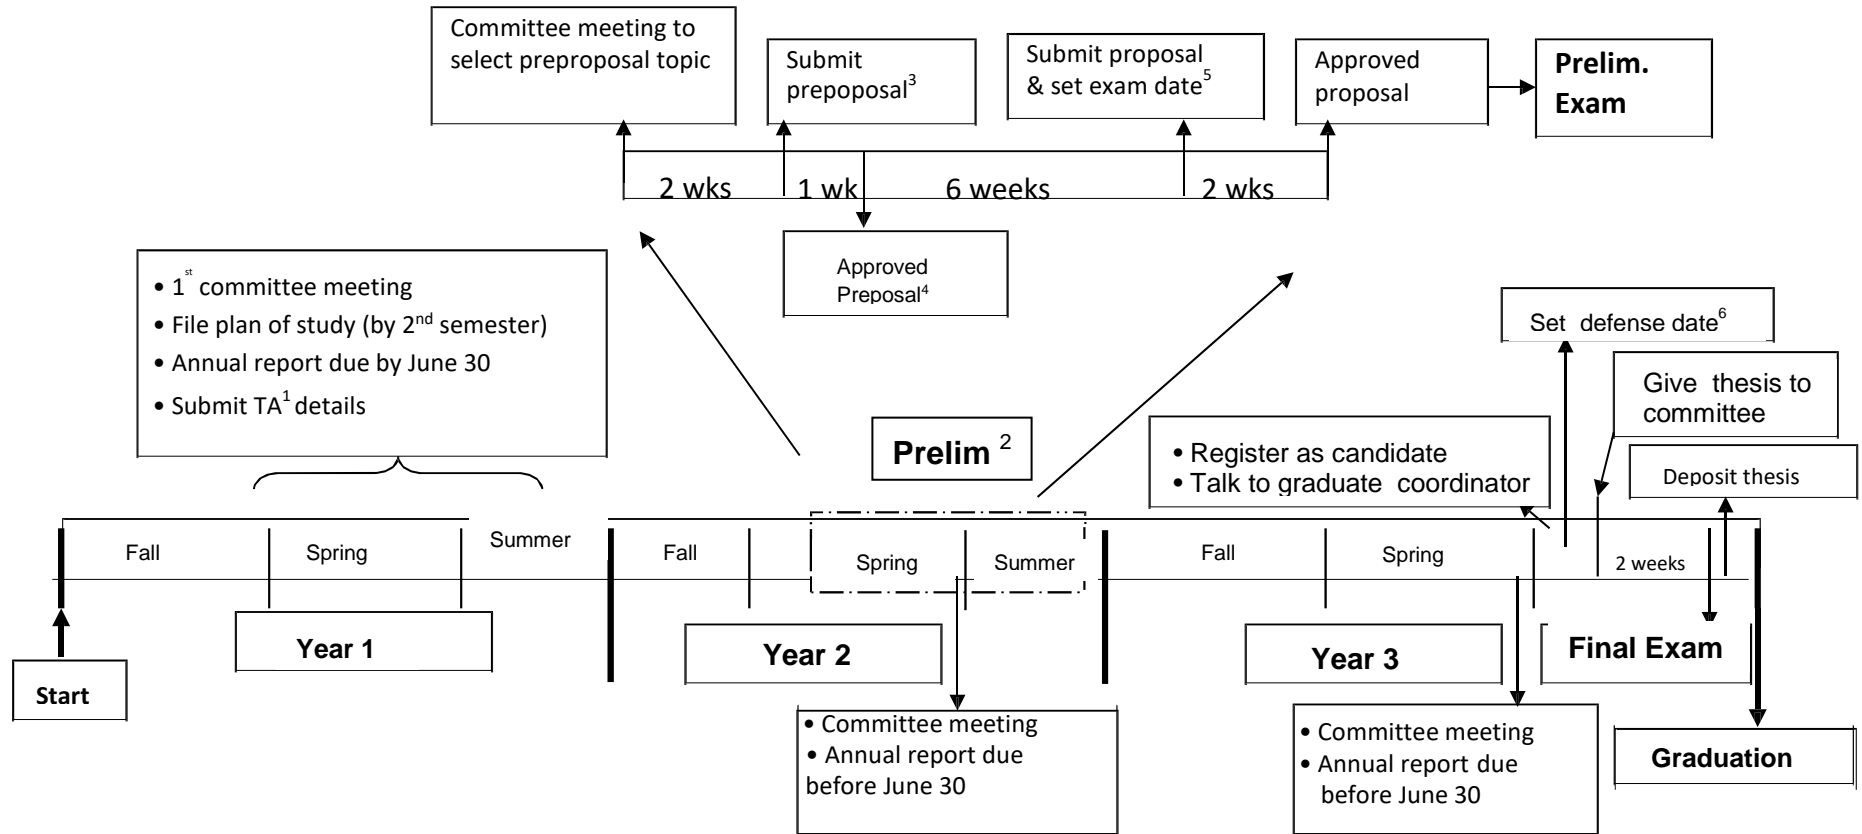 Committee meeting to
select preproposal topic
Submit
prepoposal3
Submit proposal
& set exam date5
Approved
proposal
Prelim.
Exam
2 wks
1 wk
6 weeks
2 wks
Approved
Preposal4
• 1st committee meeting
• File plan of study (by 2nd semester)
• Annual report due by June 30
• Submit TA1 details
Prelim 2
Set defense date6
Give thesis to
committee
• Register as candidate
• Talk to graduate coordinator
Deposit thesis
Fall
Spring
Summer
Fall
Spring
Summer
Fall
Spring
2 weeks
Year 1
Year 2
Year 3
Final Exam
Start
• Committee meeting
• Annual report due
before June 30
• Committee meeting
• Annual report due
before June 30
Graduation